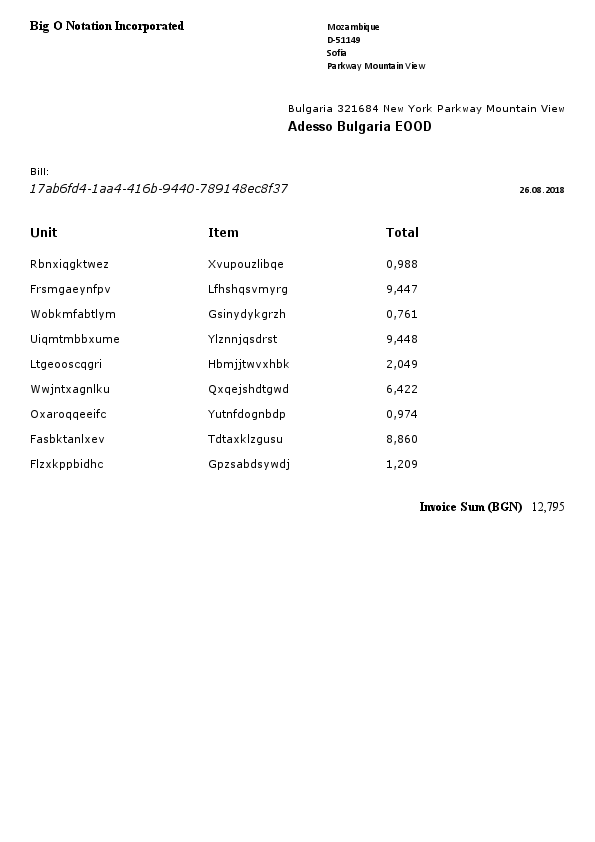 Big O Notation Incorporated
Mozambique
D-51149
Sofia
Parkway Mountain View
Bulgaria 321684 New York Parkway Mountain View
Adesso Bulgaria EOOD
Bill:
17ab6fd4-1aa4-416b-9440-789148ec8f37
26.08.2018
Unit Item Total
Rbnxiqgktwez Xvupouzlibqe 0,988
Frsmgaeynfpv Lfhshqsvmyrg 9,447
Wobkmfabtlym Gsinydykgrzh 0,761
Uiqmtmbbxume Ylznnjqsdrst 9,448
Ltgeooscqgri Hbmjjtwvxhbk 2,049
Wwjntxagnlku Qxqejshdtgwd 6,422
Oxaroqqeeifc Yutnfdognbdp 0,974
Fasbktanlxev Tdtaxklzgusu 8,860
Flzxkppbidhc Gpzsabdsywdj 1,209
Invoice Sum (BGN) 12,795